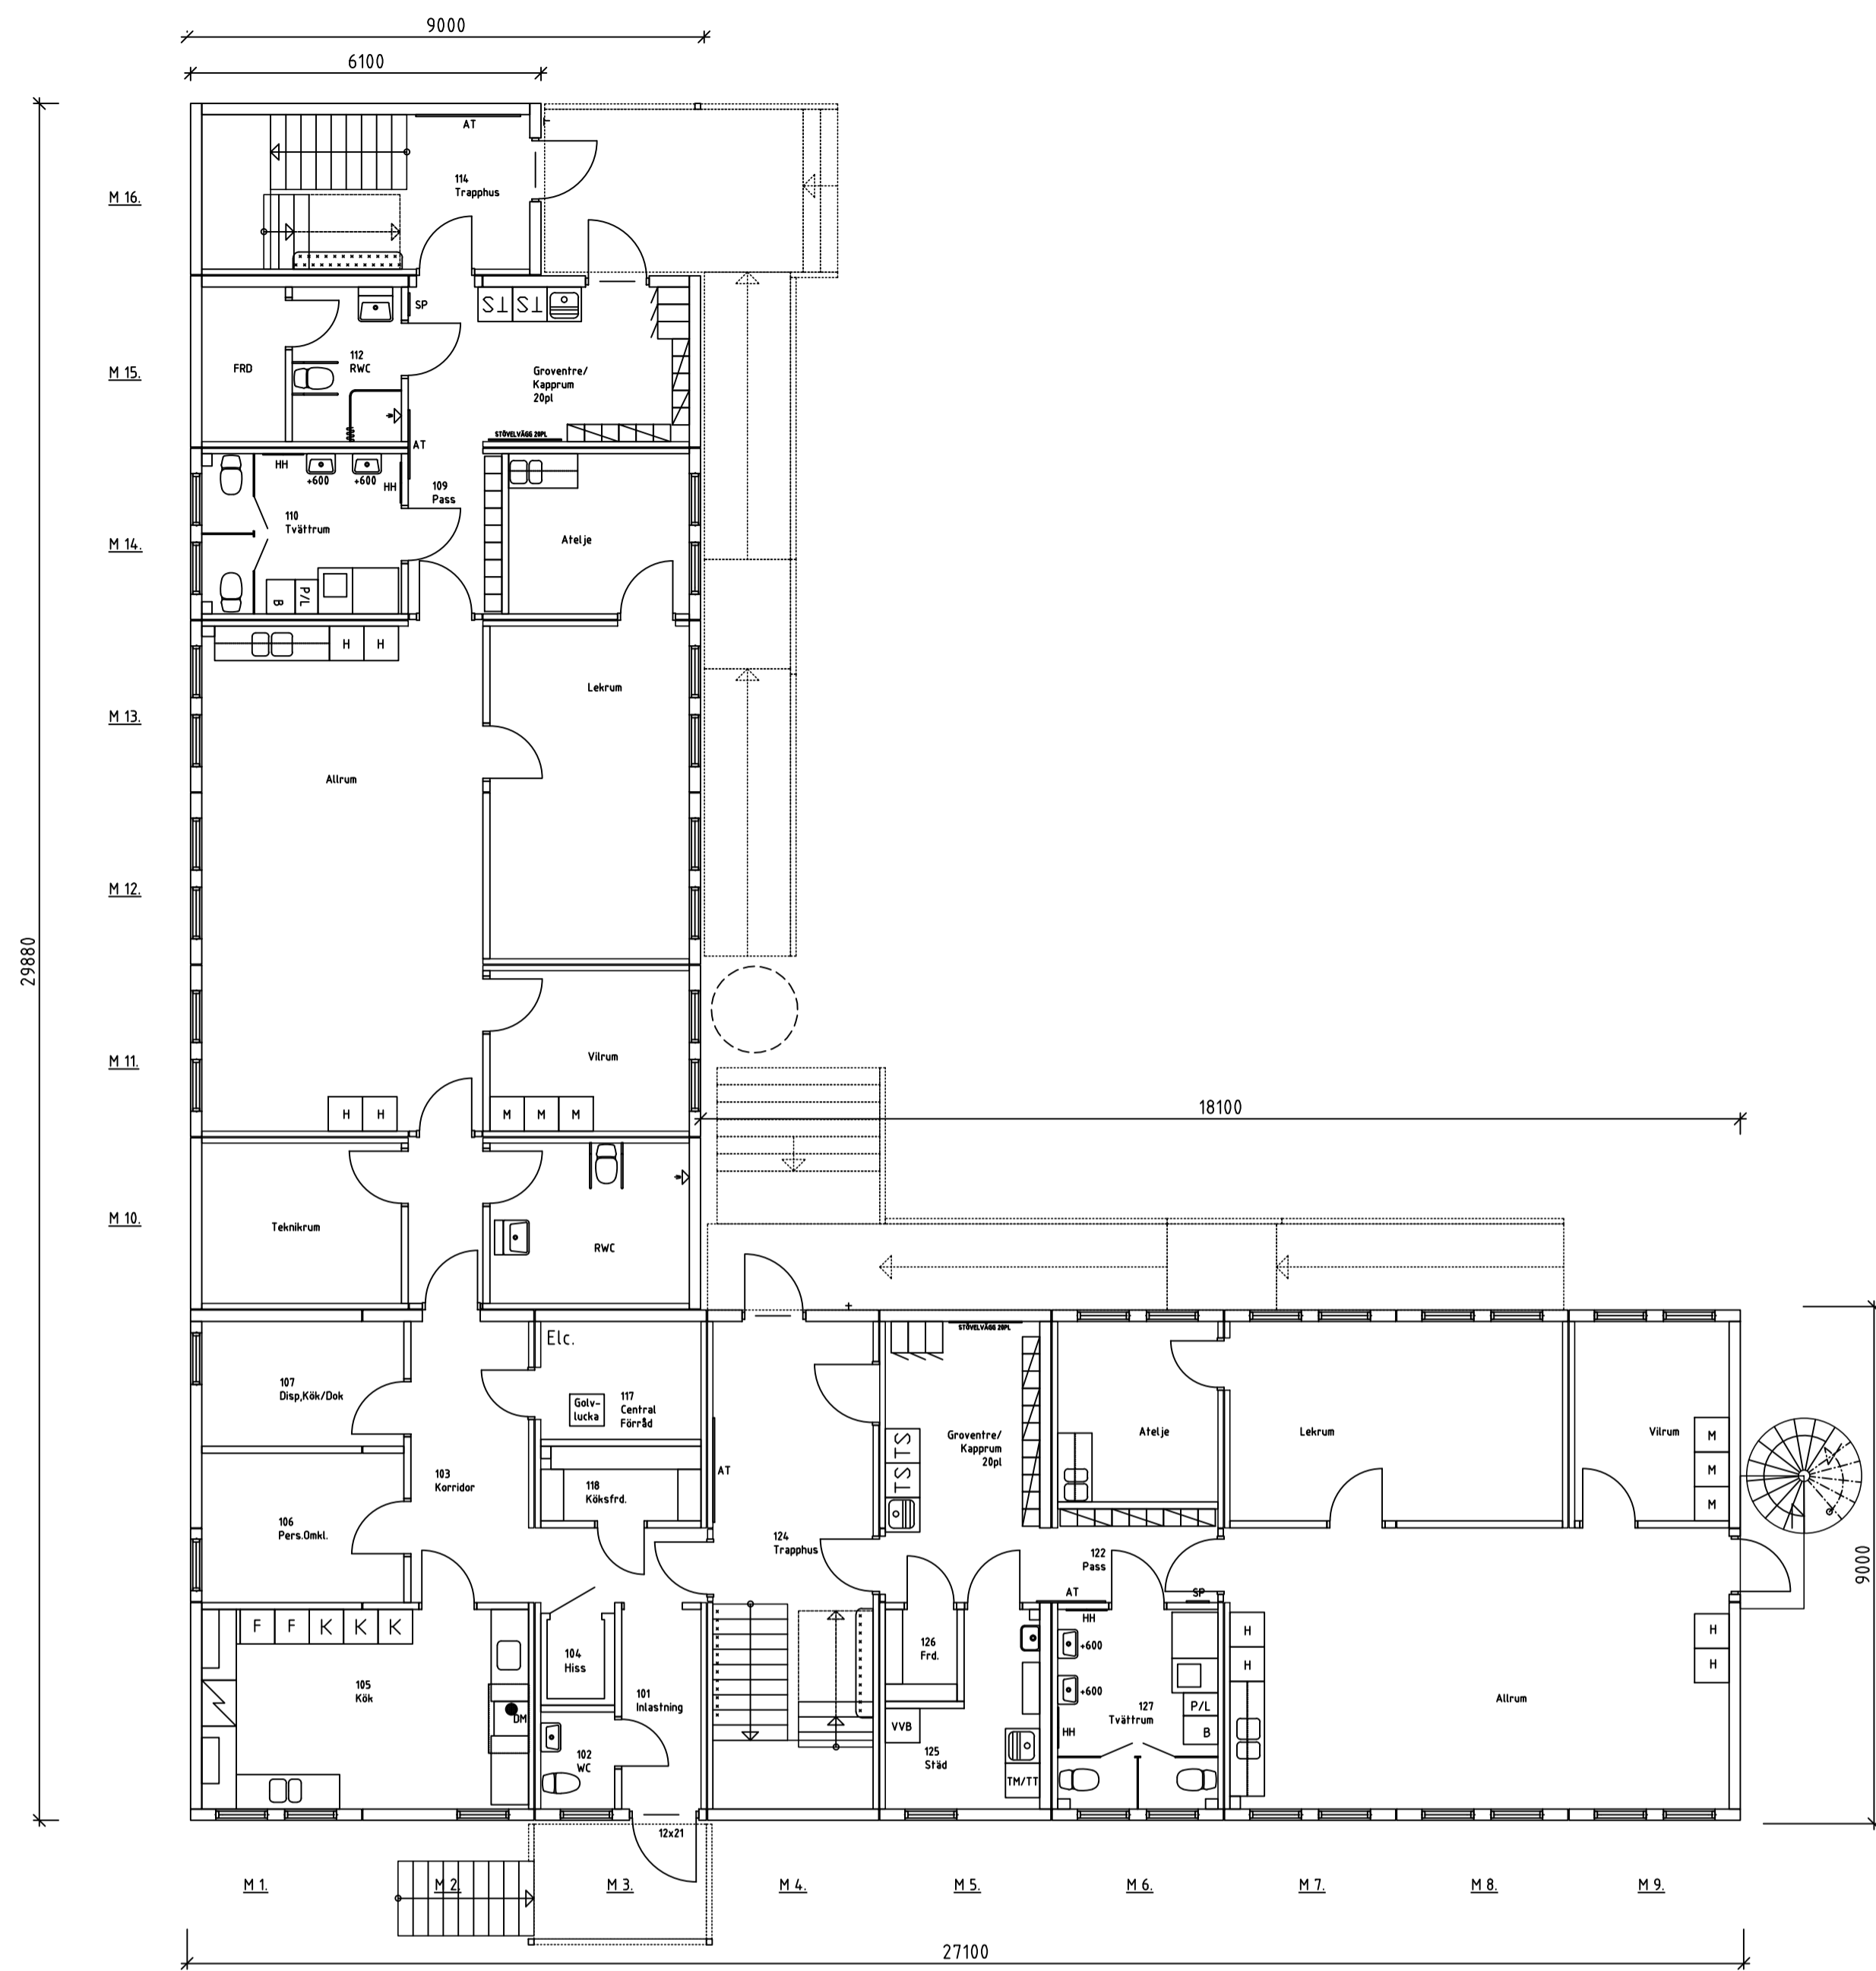 9000
6100
M 16.
AT
114
Trapphus
M 15.
FRD
112
RWC
SP
ST ST
Groventre/
Kapprum
20pl
STÖVELVÄGG 20PL
AT
HH
+600
+600
HH
109
Pass
110
Tvättrum
M 14.
Atelje
B
P/L
H H
Lekrum
M 13.
Allrum
29880
M 12.
M 11.
Vilrum
H H
M M M
18100
M 10.
Teknikrum
RWC
Elc.
STÖVELVÄGG 20PL
107
Disp,Kök/Dok
Golv-
lucka
117
Central
Förråd
Groventre/
Kapprum
20pl
Atelje
Lekrum
Vilrum
M
M
M
TS TS
AT
103
Korridor
118
Köksfrd.
106
Pers.Omkl.
124
Trapphus
122
Pass
AT
SP
9000
F F K K K
HH
+600
H
H
H
H
104
Hiss
126
Frd.
105
Kök
101
Inlastning
+600
P/L
127
Tvättrum
B
HH
Allrum
DM
VVB
102
WC
125
Städ
TM/TT
12x21
M 1.
M 2.
M 3.
M 4.
M 5.
M 6.
M 7.
M 8.
M 9.
27100